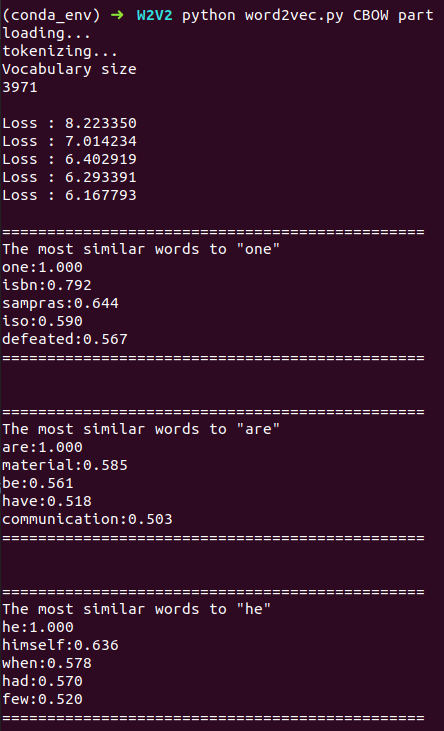 (conda_env) ➜ W2V2 python word2vec.py CBOW part
loading...
tokenizing...
Vocabulary size
3971
Loss : 8.223350
Loss : 7.014234
Loss : 6.402919
Loss : 6.293391
Loss : 6.167793
===============================================
The most similar words to "one"
one:1.000
isbn:0.792
sampras:0.644
iso:0.590
defeated:0.567
===============================================
===============================================
The most similar words to "are"
are:1.000
material:0.585
be:0.561
have:0.518
communication:0.503
===============================================
===============================================
The most similar words to "he"
he:1.000
himself:0.636
when:0.578
had:0.570
few:0.520
===============================================